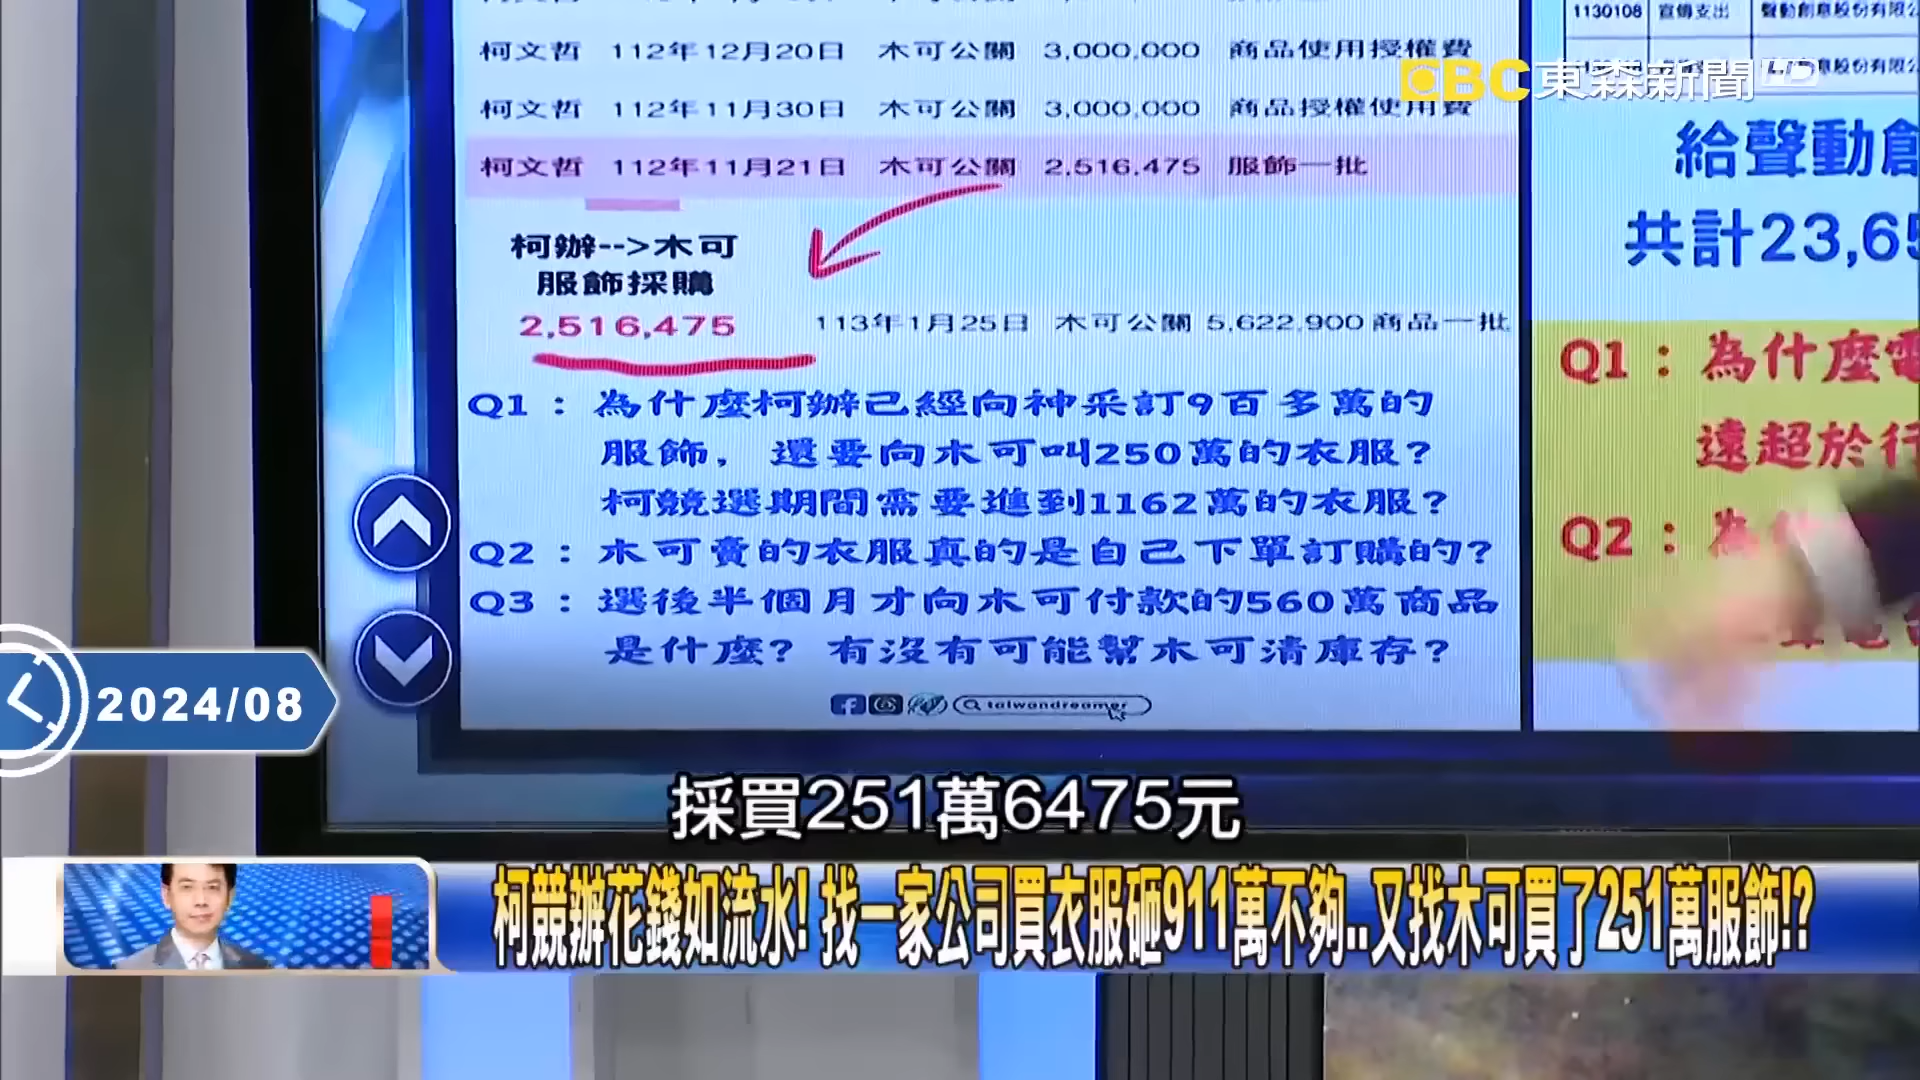 柯文哲 112年12月20日 木可公關 3,000,000 商品使用授權費
柯文哲 112年11月30日 木可公關 3,000,000 商品授權使用費
柯文哲 112年11月21日 木可公關 2,516,475 服飾一批
柯辦-->木可
服飾採購
2,516,475
113年1月25日 木可公關 5,622,900 商品一批
Q1：為什麼柯辦已經向神采訂9百多萬的
服飾，還要向木可叫250萬的衣服?
柯競選期間需要進到1162萬的衣服?
Q2：木可賣的衣服真的是自己下單訂購的?
Q3：選後半個月才向木可付款的560萬商品
是什麼? 有沒有可能幫木可清庫存?
taiwandreamer
1130108 宣傳支出 聲動創意股份有限公
EBC東森新聞HD
給聲動創
共計23,65
Q1：為什麼電
遠超於行
Q2：為
2024/08
採買251萬6475元
柯競辦花錢如流水! 找一家公司買衣服砸911萬不夠..又找木可買了251萬服飾!?